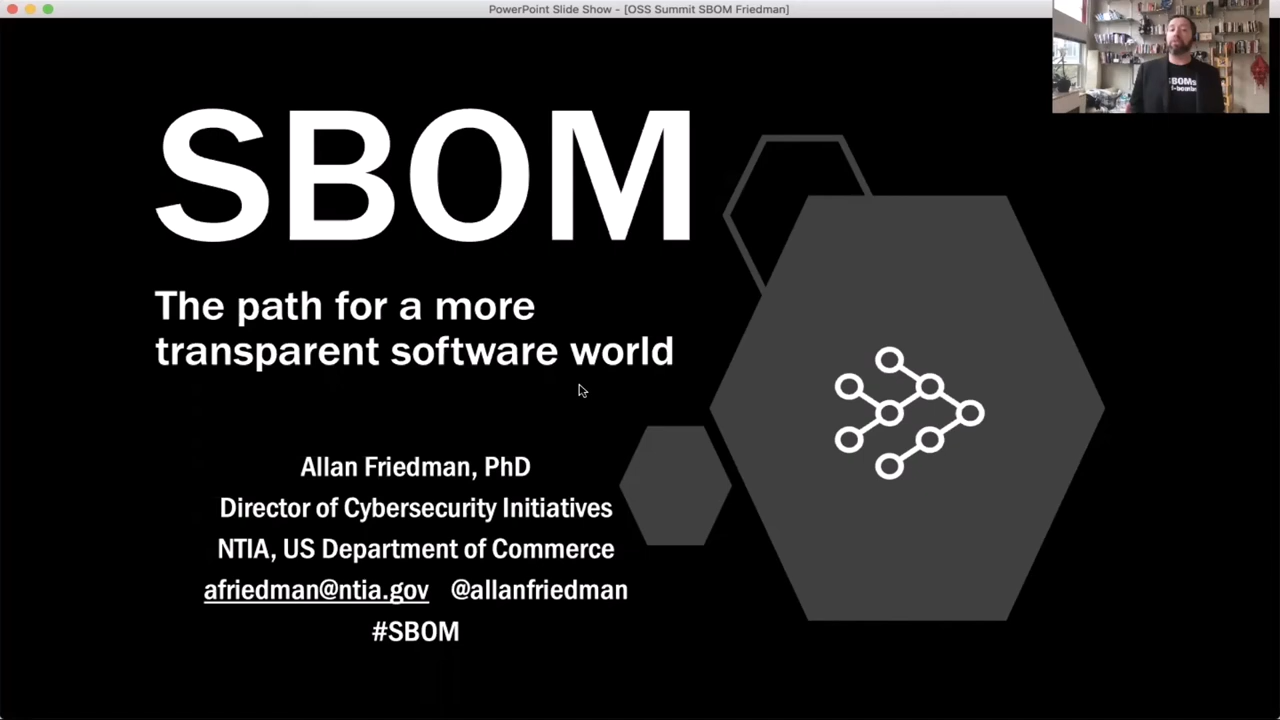 PowerPoint Slide Show - [OSS Summit SBOM Friedman]
SBOM
The path for a more
transparent software world
Allan Friedman, PhD
Director of Cybersecurity Initiatives
NTIA, US Department of Commerce
afriedman@ntia.gov @allanfriedman
#SBOM